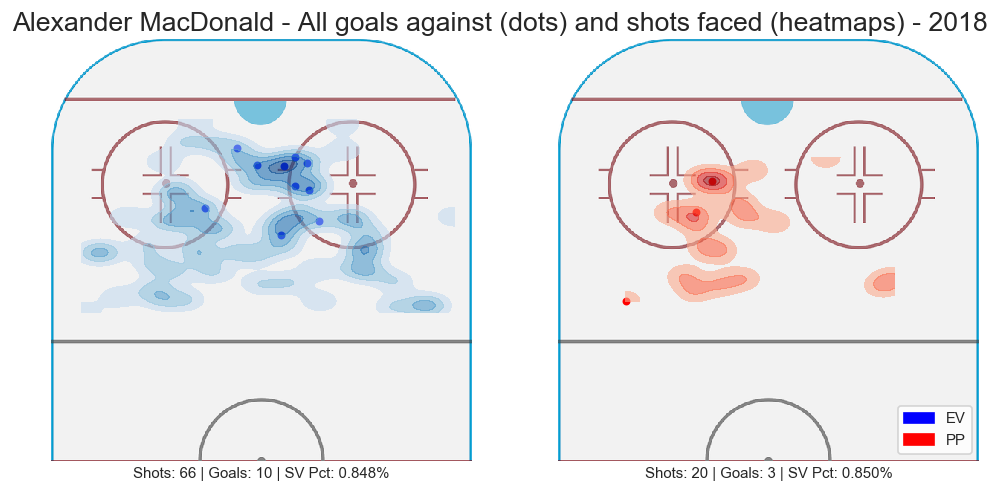 Alexander MacDonald - All goals against (dots) and shots faced (heatmaps) - 2018
EV
PP
Shots: 66 | Goals: 10 | SV Pct: 0.848%
Shots: 20 | Goals: 3 | SV Pct: 0.850%